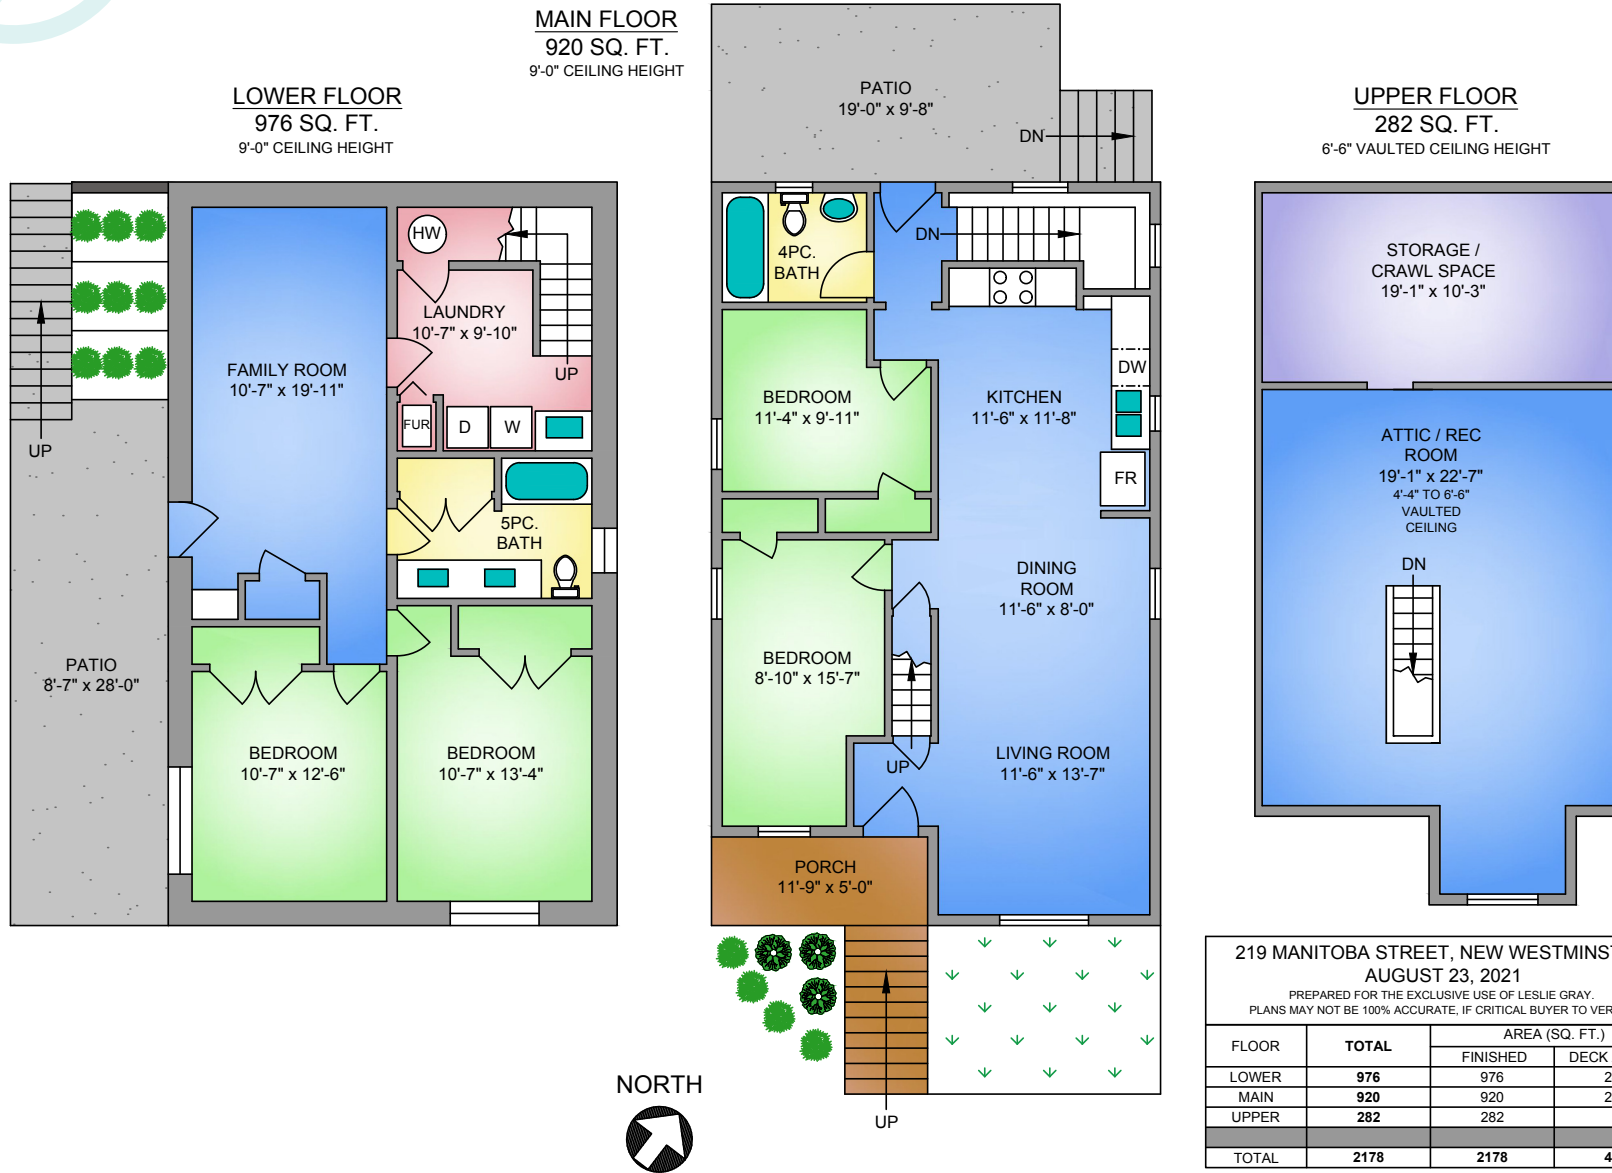 MAIN FLOOR
920 SQ. FT.
9'-0" CEILING HEIGHT
LOWER FLOOR
976 SQ. FT.
9'-0" CEILING HEIGHT
UPPER FLOOR
282 SQ. FT.
6'-6" VAULTED CEILING HEIGHT
UP
PATIO
8'-7" x 28'-0"
FAMILY ROOM
10'-7" x 19'-11"
HW
LAUNDRY
10'-7" x 9'-10"
UP
FUR
D
W
5PC.
BATH
BEDROOM
10'-7" x 12'-6"
BEDROOM
10'-7" x 13'-4"
PATIO
19'-0" x 9'-8"
DN
4PC.
BATH
DN
BEDROOM
11'-4" x 9'-11"
KITCHEN
11'-6" x 11'-8"
DW
FR
DINING
ROOM
11'-6" x 8'-0"
BEDROOM
8'-10" x 15'-7"
UP
LIVING ROOM
11'-6" x 13'-7"
PORCH
11'-9" x 5'-0"
UP
NORTH
STORAGE /
CRAWL SPACE
19'-1" x 10'-3"
ATTIC / REC
ROOM
19'-1" x 22'-7"
4'-4" TO 6'-6"
VAULTED
CEILING
DN
219 MANITOBA STREET, NEW WESTMINST
AUGUST 23, 2021
PREPARED FOR THE EXCLUSIVE USE OF LESLIE GRAY.
PLANS MAY NOT BE 100% ACCURATE, IF CRITICAL BUYER TO VER
FLOOR TOTAL AREA (SQ. FT.)
FINISHED DECK
LOWER 976 976 2
MAIN 920 920 2
UPPER 282 282
TOTAL 2178 2178 4